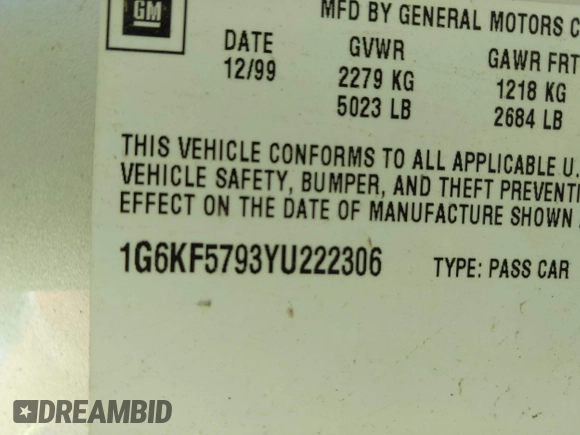 GM
MFD BY GENERAL MOTORS C
DATE GVWR GAWR FRT
12/99 2279 KG 1218 KG
5023 LB 2684 LB
THIS VEHICLE CONFORMS TO ALL APPLICABLE U.
VEHICLE SAFETY, BUMPER, AND THEFT PREVENTI
EFFECT ON THE DATE OF MANUFACTURE SHOWN
1G6KF5793YU222306 TYPE: PASS CAR
DREAMBID